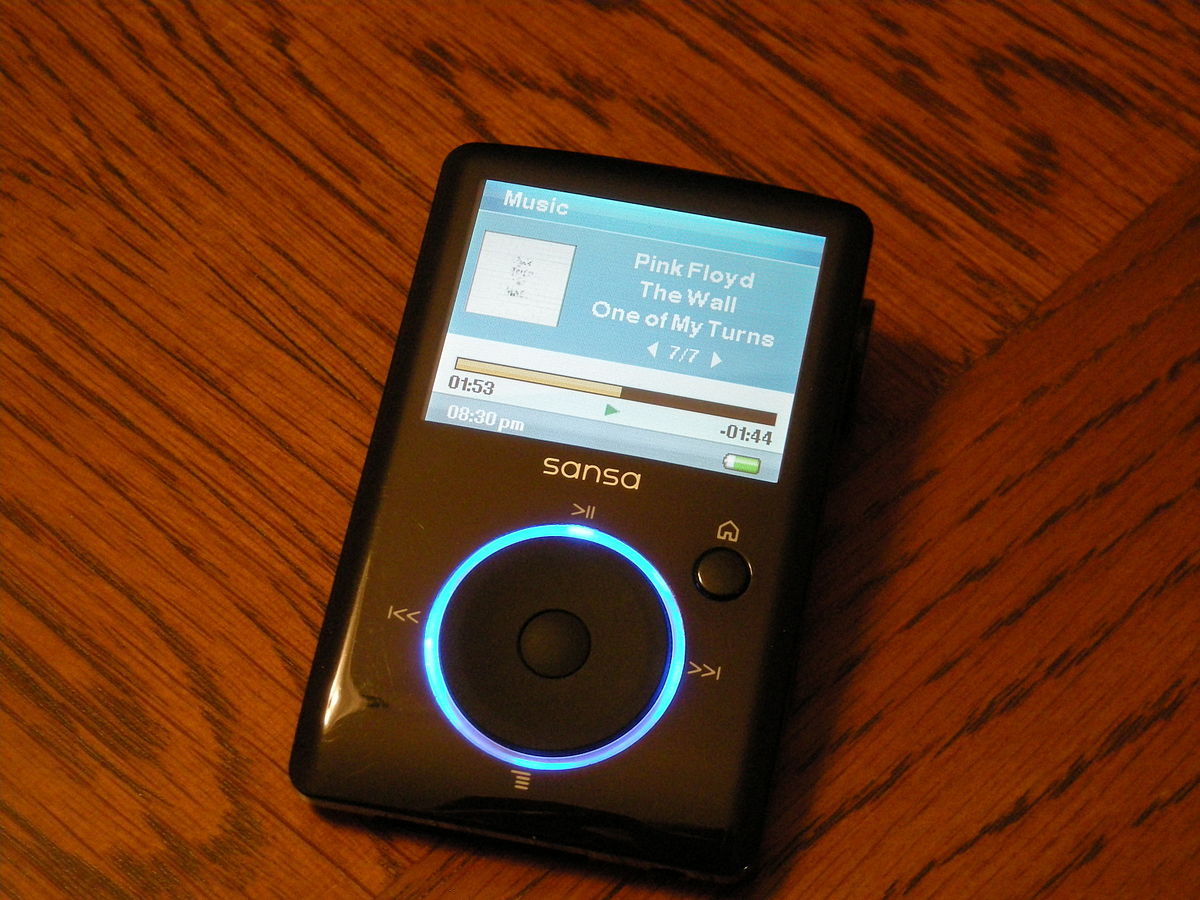 Music
Pink Floyd
The Wall
One of My Turns
7/7
01:53
-01:44
08:30 pm
sansa